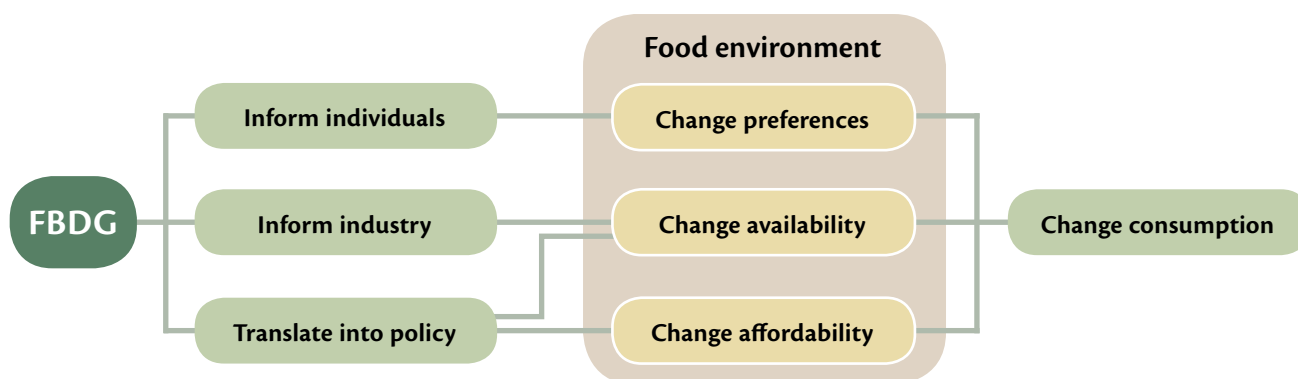 Food environment
Inform individuals
Change preferences
FBDG
Inform industry
Change availability
Change consumption
Translate into policy
Change affordability